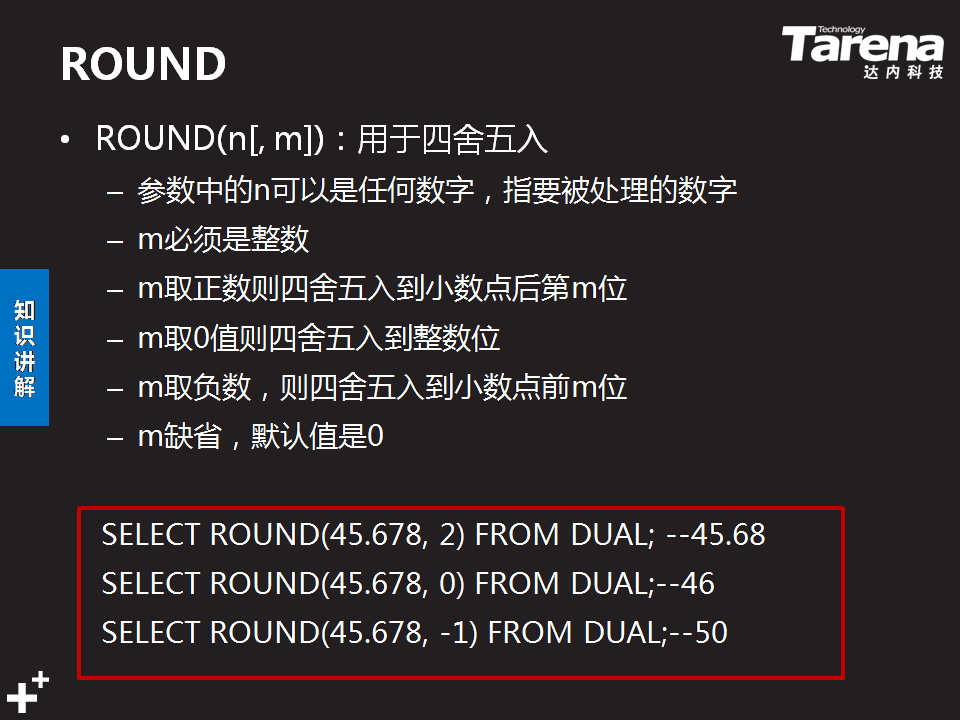 ROUND
Technology
Tarena
达内科技
• ROUND(n[, m])：用于四舍五入
– 参数中的n可以是任何数字，指要被处理的数字
– m必须是整数
– m取正数则四舍五入到小数点后第m位
– m取0值则四舍五入到整数位
– m取负数，则四舍五入到小数点前m位
– m缺省，默认值是0
知识讲解
SELECT ROUND(45.678, 2) FROM DUAL; --45.68
SELECT ROUND(45.678, 0) FROM DUAL;--46
SELECT ROUND(45.678, -1) FROM DUAL;--50